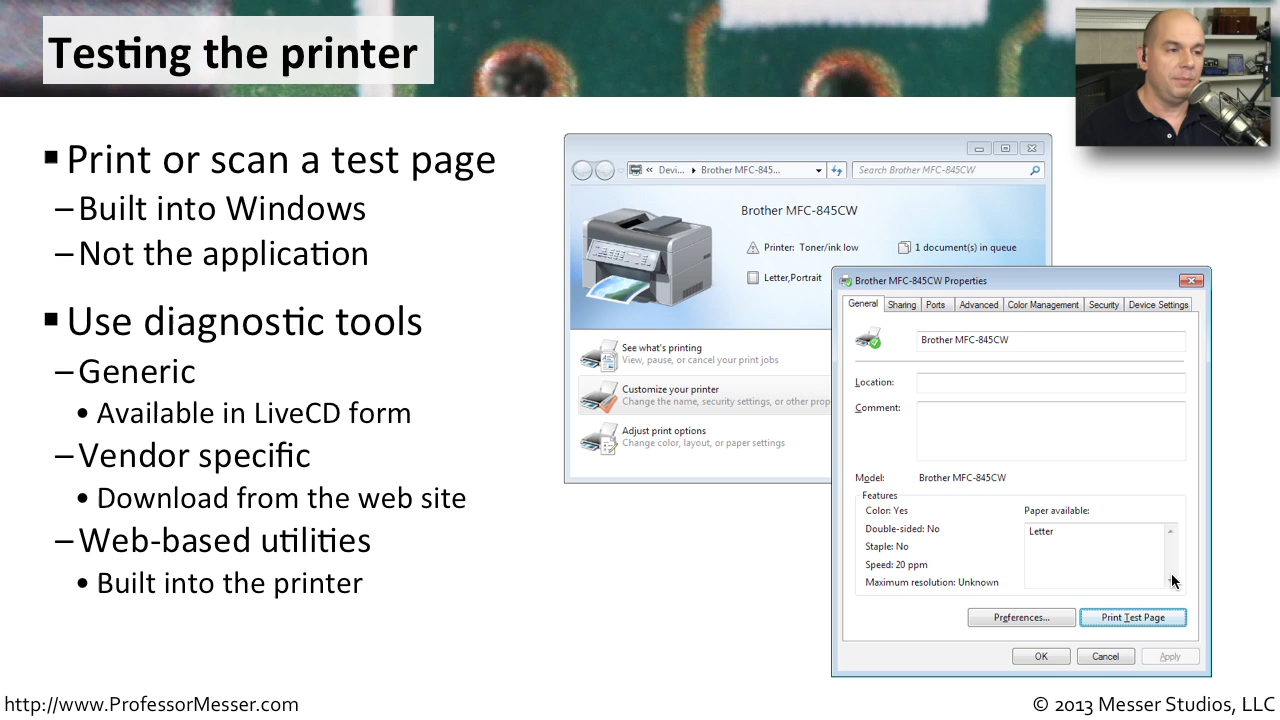 Testing the printer
▪ Print or scan a test page
–Built into Windows
–Not the application
▪ Use diagnostic tools
–Generic
• Available in LiveCD form
–Vendor specific
• Download from the web site
–Web-based utilities
• Built into the printer
« Devi... ▸ Brother MFC-845...
Search Brother MFC-845CW
Brother MFC-845CW
Printer: Toner/ink low
1 document(s) in queue
Letter,Portrait
See what's printing
View, pause, or cancel your print jobs
Customize your printer
Change the name, security settings, or other prop
Adjust print options
Change color, layout, or paper settings
Brother MFC-845CW Properties
General Sharing Ports Advanced Color Management Security Device Settings
Brother MFC-845CW
Location:
Comment:
Model: Brother MFC-845CW
Features
Color: Yes
Double-sided: No
Staple: No
Speed: 20 ppm
Maximum resolution: Unknown
Paper available:
Letter
Preferences... Print Test Page
OK Cancel Apply
http://www.ProfessorMesser.com
© 2013 Messer Studios, LLC